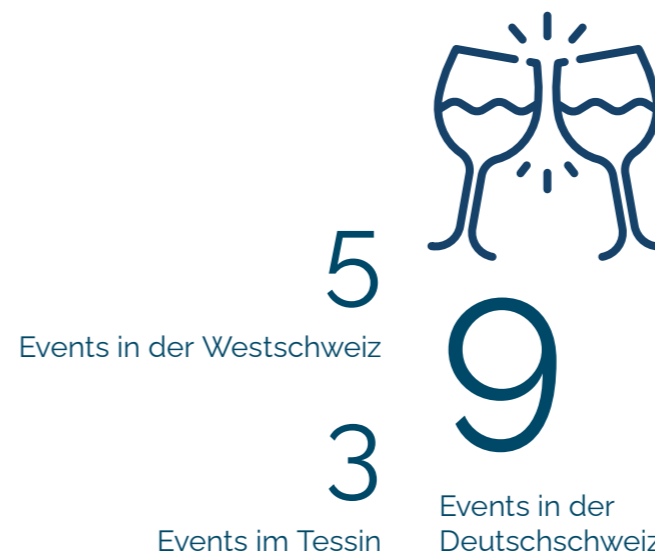 5
Events in der Westschweiz
3
Events im Tessin
9
Events in der
Deutschschweiz